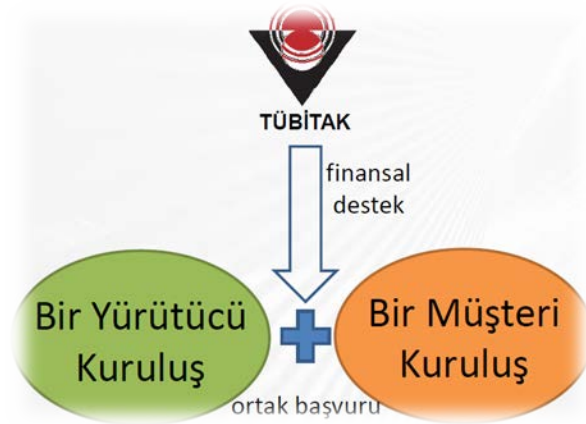 TÜBİTAK
finansal
destek
Bir Yürütücü
Kuruluş
Bir Müşteri
Kuruluş
ortak başvuru